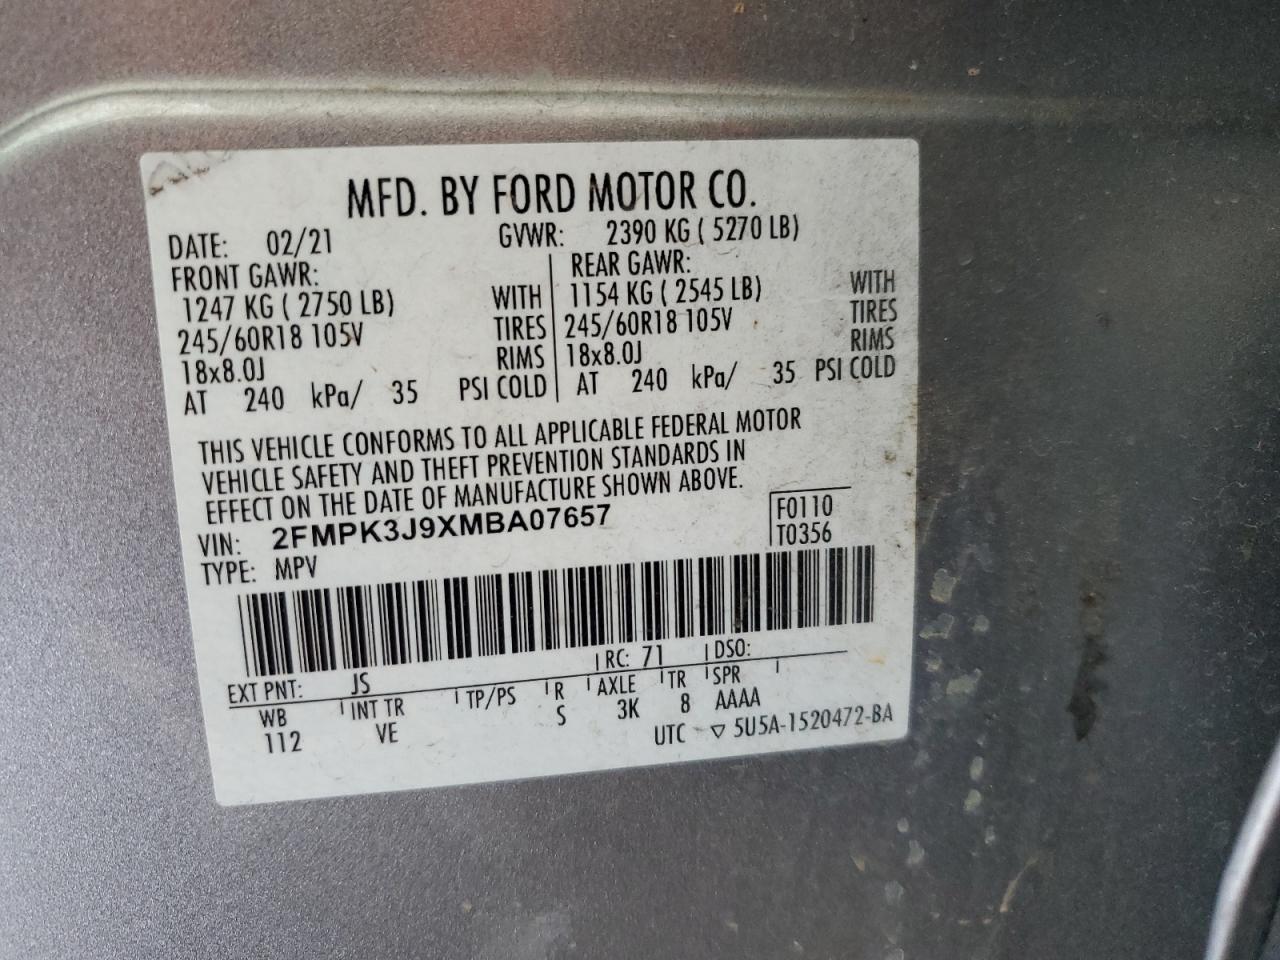 MFD. BY FORD MOTOR CO.
DATE: 02/21 GVWR: 2390 KG ( 5270 LB)
FRONT GAWR: REAR GAWR:
1247 KG ( 2750 LB) WITH 1154 KG ( 2545 LB) WITH
245/60R18 105V TIRES 245/60R18 105V TIRES
18x8.0J RIMS 18x8.0J RIMS
AT 240 kPa/ 35 PSI COLD AT 240 kPa/ 35 PSI COLD
THIS VEHICLE CONFORMS TO ALL APPLICABLE FEDERAL MOTOR
VEHICLE SAFETY AND THEFT PREVENTION STANDARDS IN
EFFECT ON THE DATE OF MANUFACTURE SHOWN ABOVE.
VIN: 2FMPK3J9XMBA07657 F0110
TYPE: MPV T0356
EXT PNT: JS RC: 71 DSO:
WB INT TR TP/PS R AXLE TR SPR
112 VE S 3K 8 AAAA
UTC ▽ 5U5A-1520472-BA